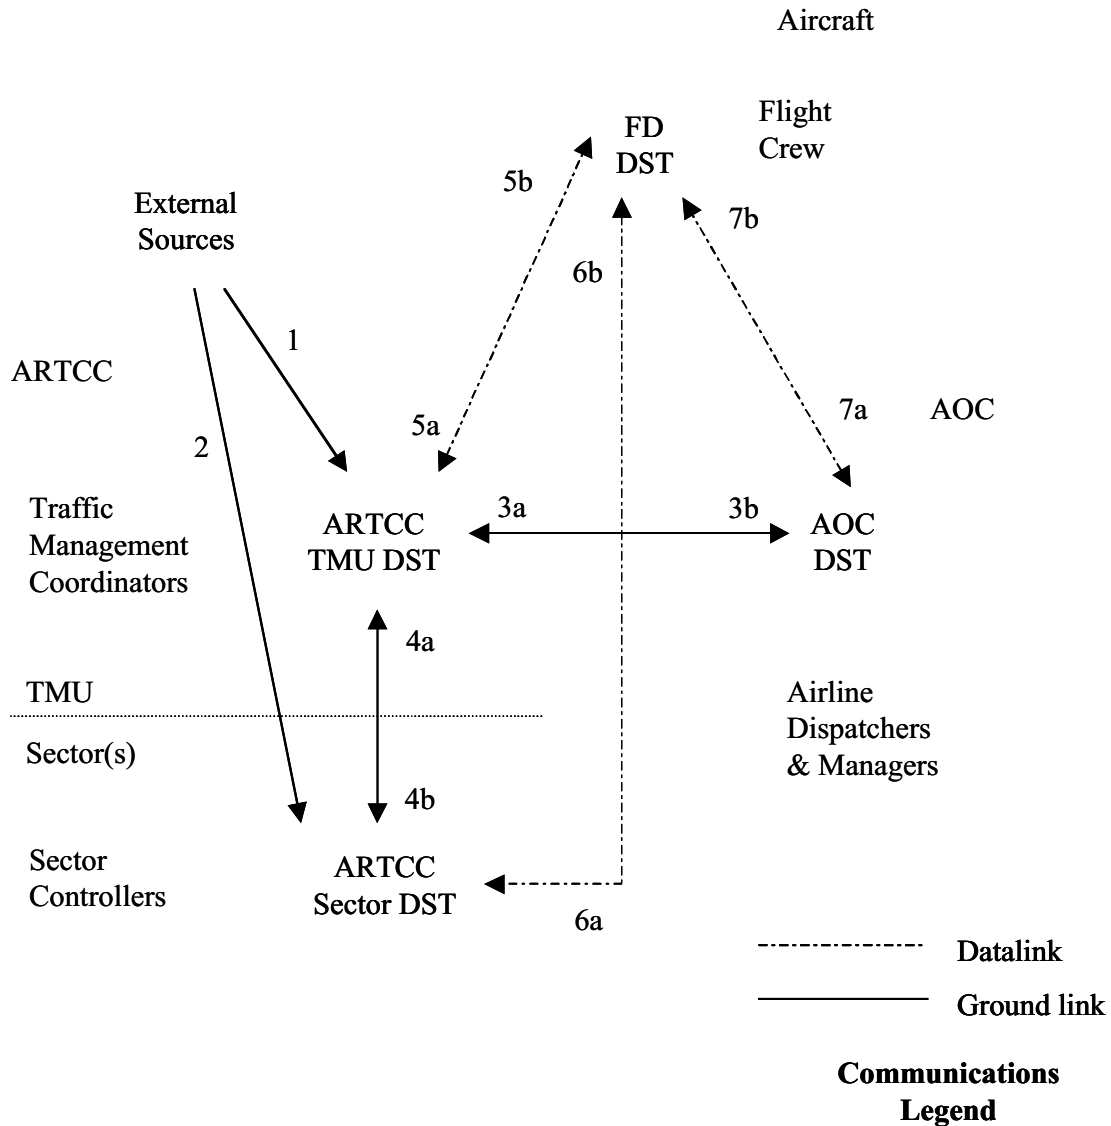 Aircraft
FD
DST
Flight
Crew
5b
7b
External
Sources
6b
1
ARTCC
5a
7a
AOC
2
Traffic
Management
Coordinators
ARTCC
TMU DST
3a
3b
AOC
DST
4a
TMU
Sector(s)
Airline
Dispatchers
& Managers
4b
Sector
Controllers
ARTCC
Sector DST
6a
Datalink
Ground link
Communications
Legend